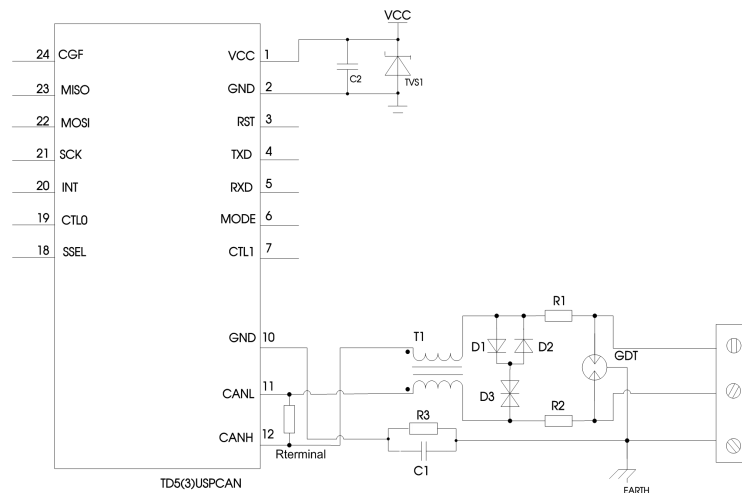 VCC
24 CGF VCC 1
C2
TVS1
23 MISO GND 2
22 MOSI RST 3
21 SCK TXD 4
20 INT RXD 5
19 CTL0 MODE 6
18 SSEL CTL1 7
R1
GND 10
T1
D1
D2
GDT
D3
CANL 11
R2
R3
CANH 12
Rterminal
C1
TD5(3)USPCAN
EARTH